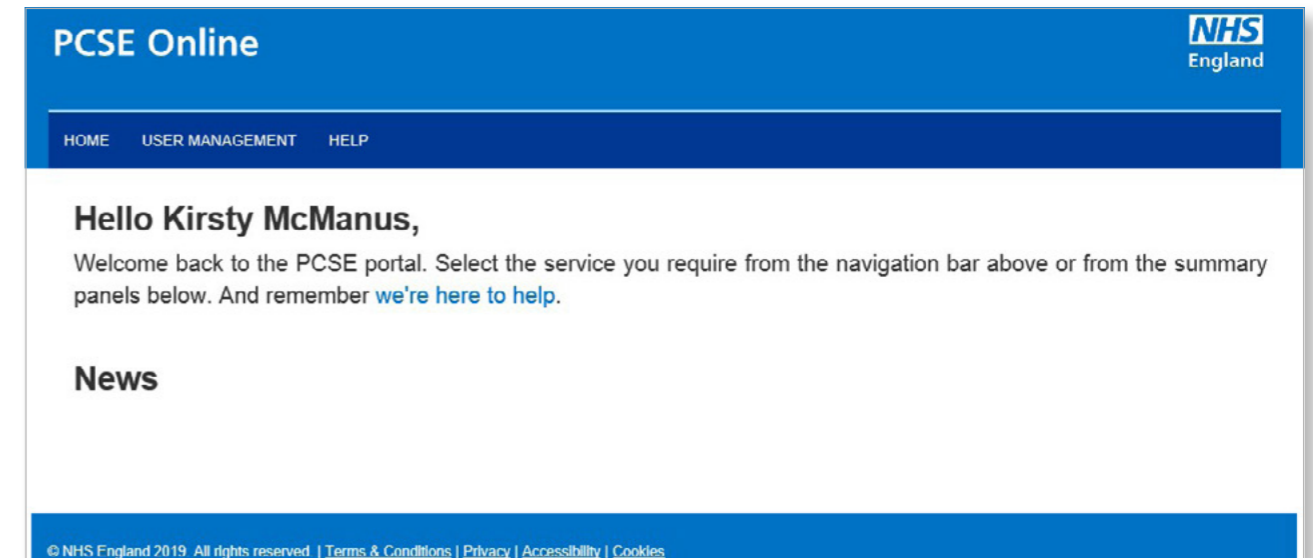 PCSE Online
NHS
England
HOME USER MANAGEMENT HELP
Hello Kirsty McManus,
Welcome back to the PCSE portal. Select the service you require from the navigation bar above or from the summary
panels below. And remember we're here to help.
News
© NHS England 2019 All rights reserved | Terms & Conditions | Privacy | Accessibility | Cookies